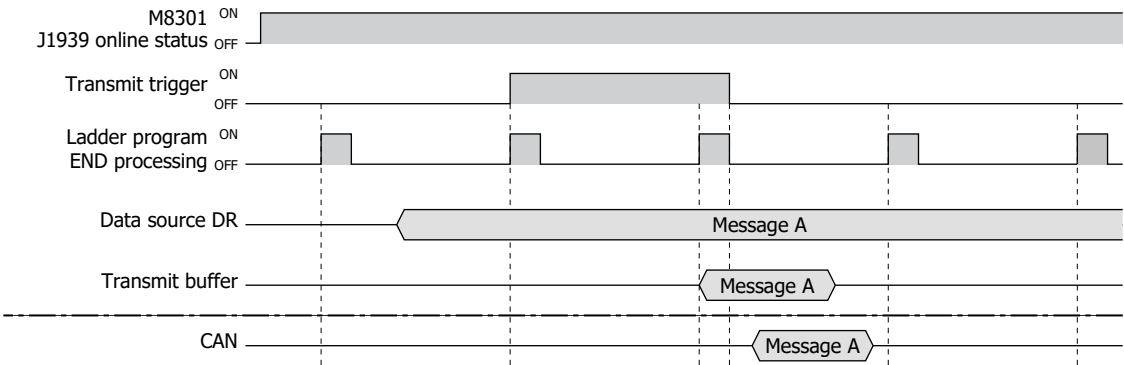 M8301 ON
J1939 online status OFF
Transmit trigger ON
OFF
Ladder program ON
END processing OFF
Data source DR Message A
Transmit buffer Message A
CAN Message A